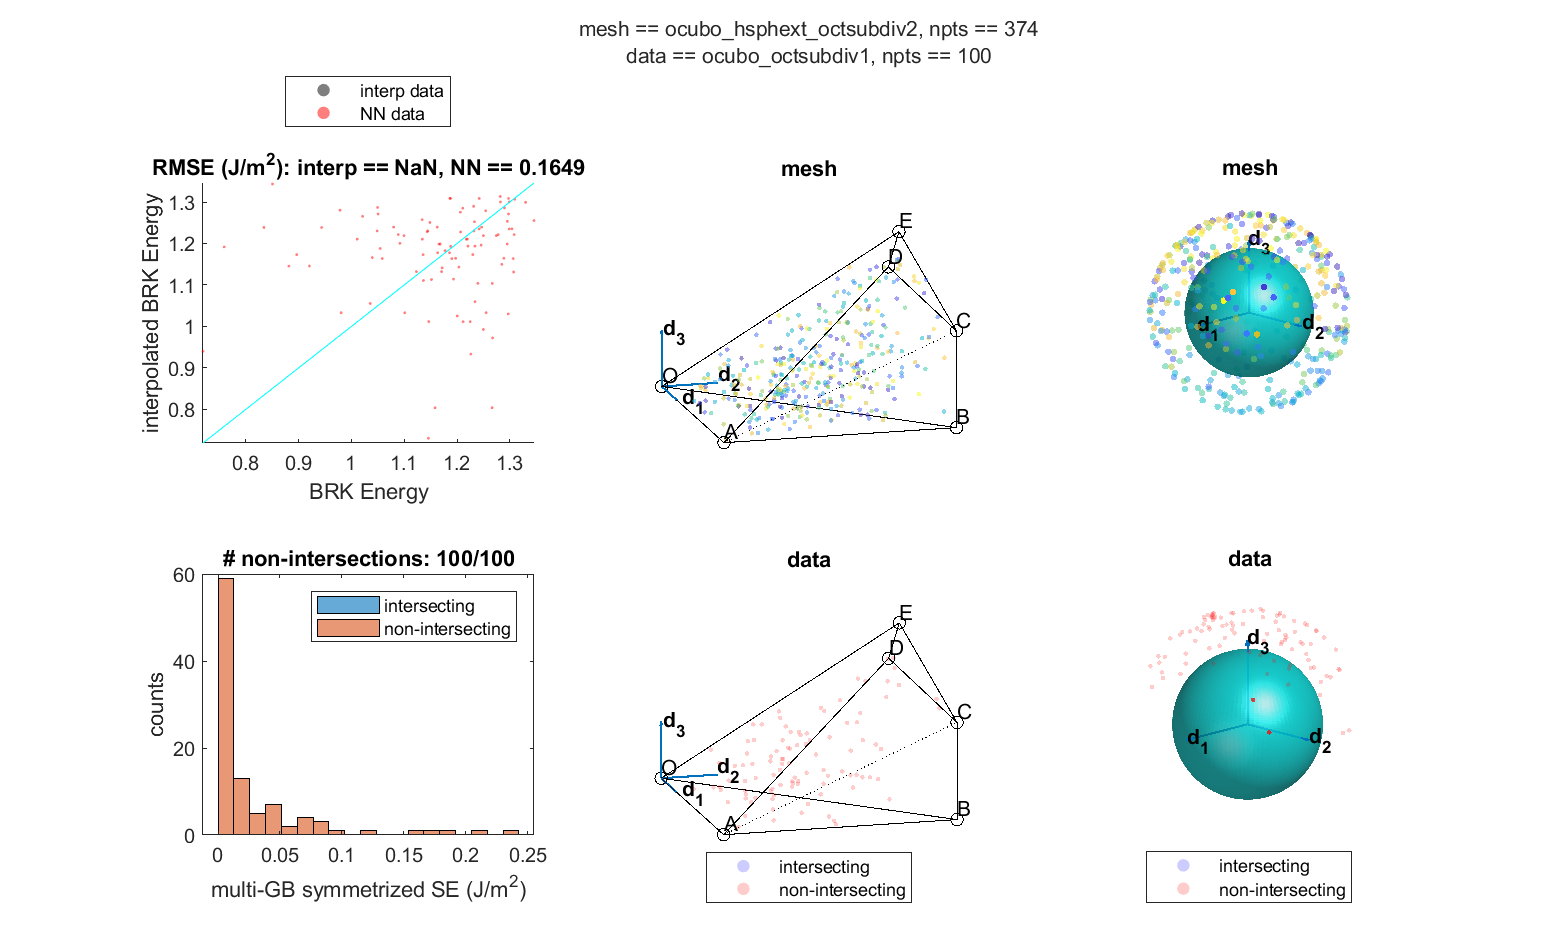 mesh == ocubo_hsphext_octsubdiv2, npts == 374
data == ocubo_octsubdiv1, npts == 100
interp data
NN data
RMSE (J/m²): interp == NaN, NN == 0.1649
interpolated BRK Energy
1.3
1.2
1.1
1
0.9
0.8
0.8 0.9 1 1.1 1.2 1.3
BRK Energy
mesh
E
D
C
d₃
O
d₂
d₁
B
A
mesh
d₃
d₁
d₂
# non-intersections: 100/100
intersecting
non-intersecting
counts
60
40
20
0
0 0.05 0.1 0.15 0.2 0.25
multi-GB symmetrized SE (J/m²)
data
E
D
C
d₃
O
d₂
d₁
B
A
intersecting
non-intersecting
data
d₃
d₁
d₂
intersecting
non-intersecting